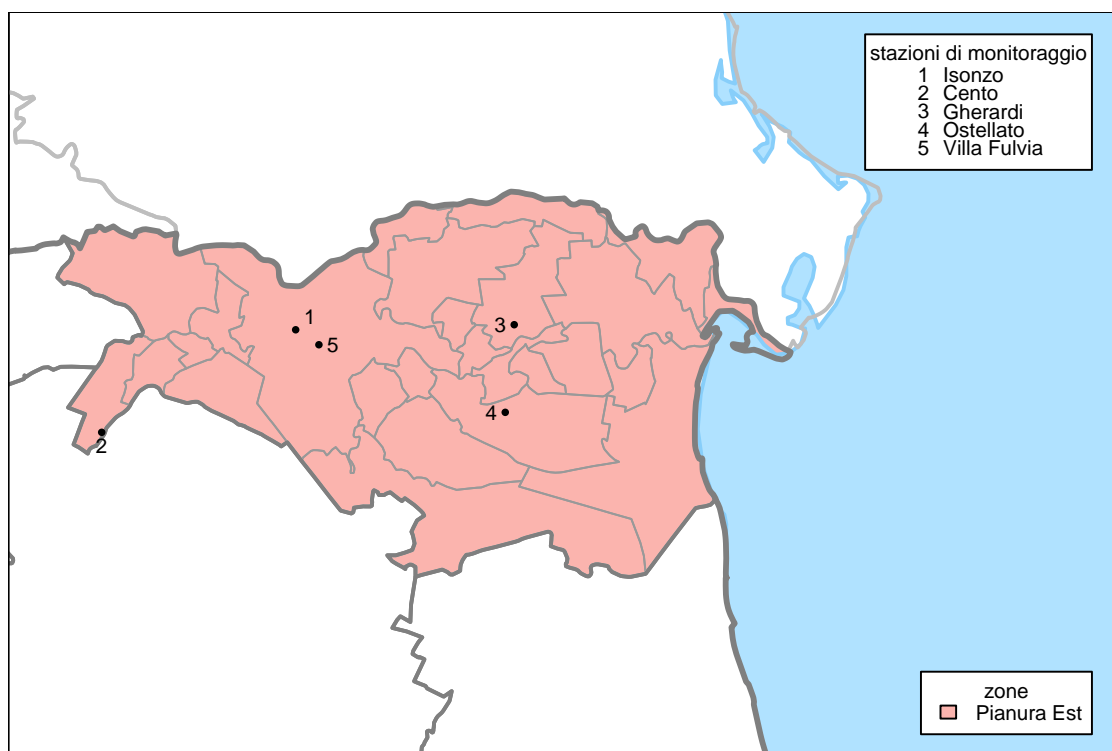 stazioni di monitoraggio
1 Isonzo
2 Cento
3 Gherardi
4 Ostellato
5 Villa Fulvia
1
3
5
4
2
zone
Pianura Est